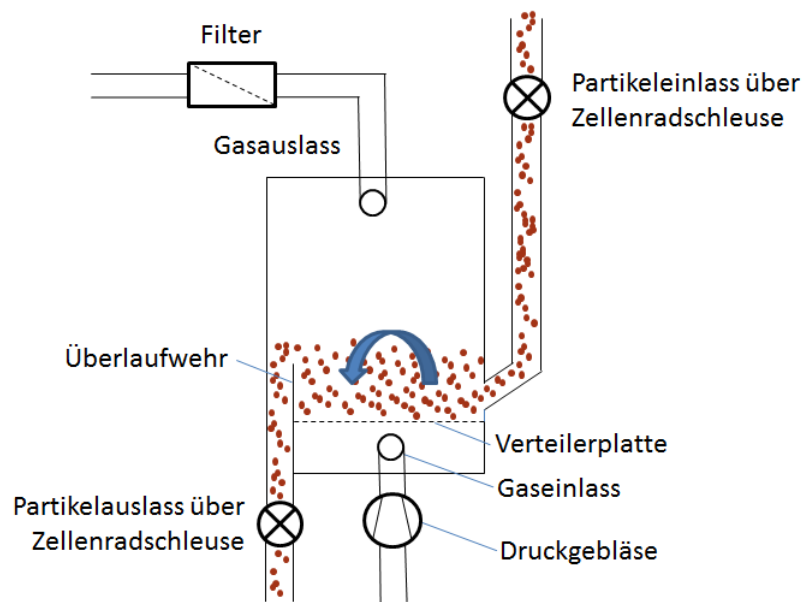 Filter
Partikeleinlass über
Zellenradschleuse
Gasauslass
Überlaufwehr
Verteilerplatte
Gaseinlass
Partikelauslass über
Zellenradschleuse
Druckgebläse